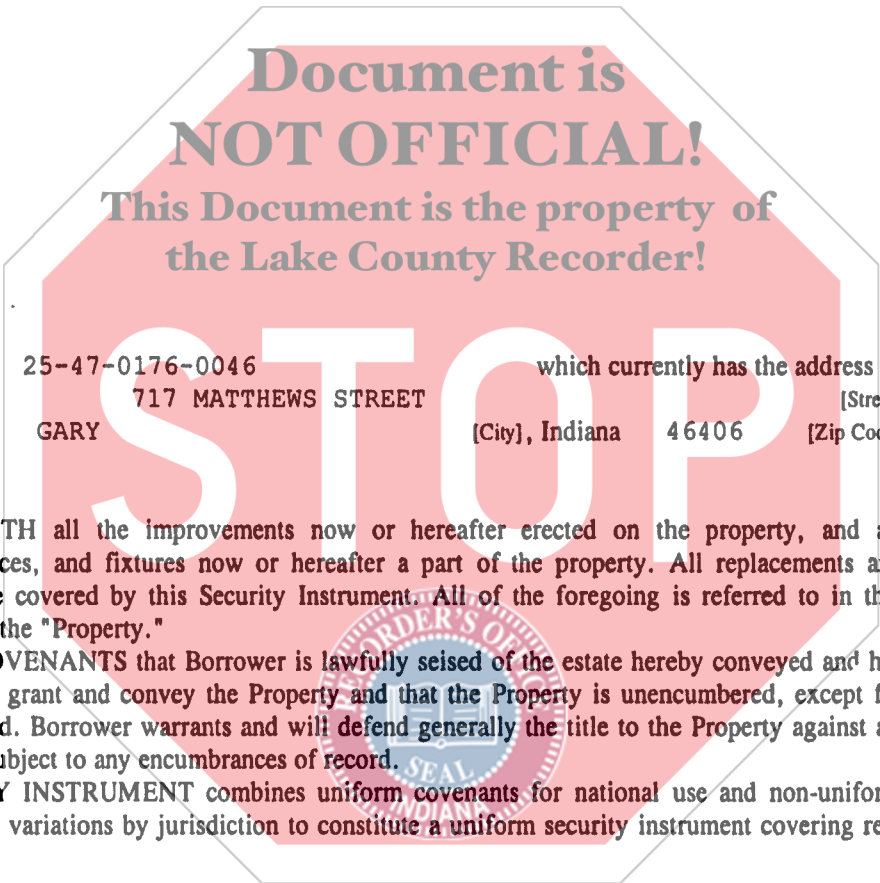 Document is
NOT OFFICIAL!
This Document is the property of
the Lake County Recorder!
STOP
25-47-0176-0046 which currently has the address
717 MATTHEWS STREET [Stre
GARY [City], Indiana 46406 [Zip Coo
TH all the improvements now or hereafter erected on the property, and a
ces, and fixtures now or hereafter a part of the property. All replacements a
e covered by this Security Instrument. All of the foregoing is referred to in th
the "Property."
OVENANTS that Borrower is lawfully seised of the estate hereby conveyed and h
grant and convey the Property and that the Property is unencumbered, except f
d. Borrower warrants and will defend generally the title to the Property against a
ubject to any encumbrances of record.
Y INSTRUMENT combines uniform covenants for national use and non-unifor
variations by jurisdiction to constitute a uniform security instrument covering re
RECORDER'S OFFICE
SEAL
INDIANA